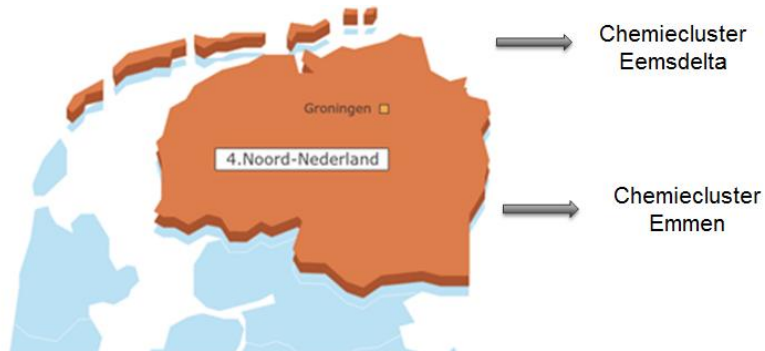 Chemiecluster
Eemsdelta
Groningen
4.Noord-Nederland
Chemiecluster
Emmen